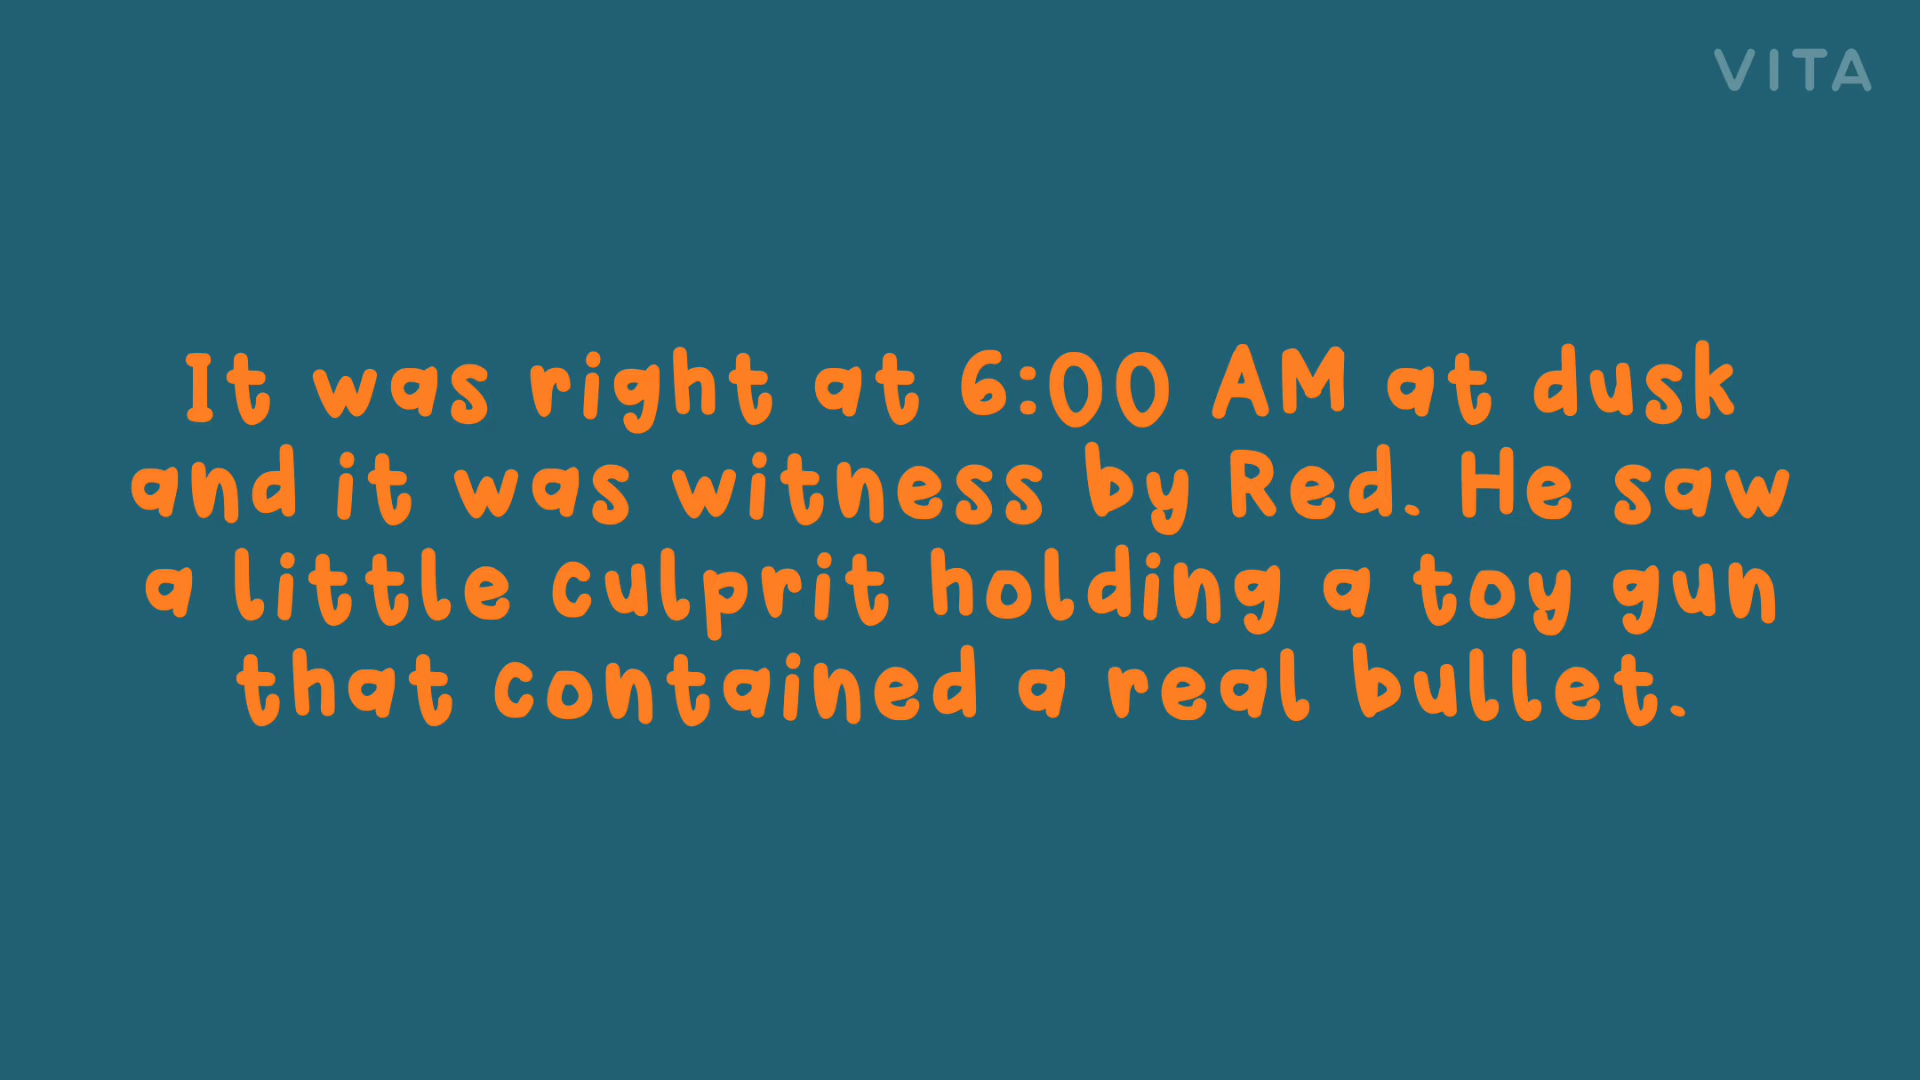 VITA
It was right at 6:00 AM at dusk
and it was witness by Red. He saw
a little culprit holding a toy gun
that contained a real bullet.